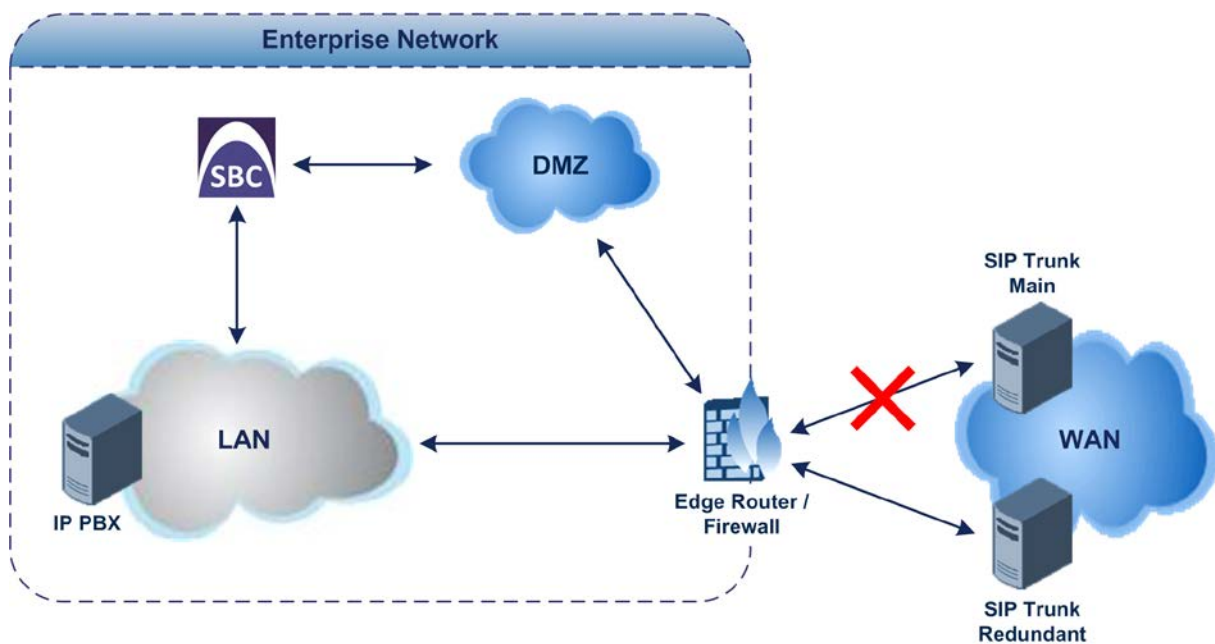 Enterprise Network
SBC
DMZ
SIP Trunk
Main
LAN
WAN
IP PBX
Edge Router /
Firewall
SIP Trunk
Redundant